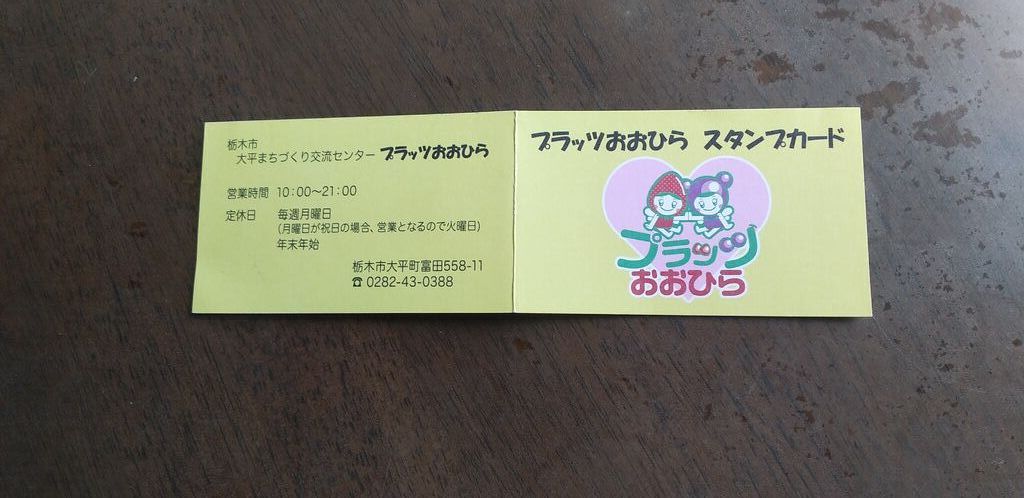 栃木市
大平まちづくり交流センター プラッツおおひら
営業時間 10:00~21:00
定休日 毎週月曜日
(月曜日が祝日の場合、営業となるので火曜日)
年末年始
栃木市大平町富田558-11
☎ 0282-43-0388
プラッツおおひら スタンプカード
プラッツ
おおひら